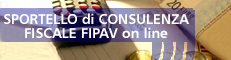 SPORTELLO di CONSULENZA
FISCALE FIPAV on line